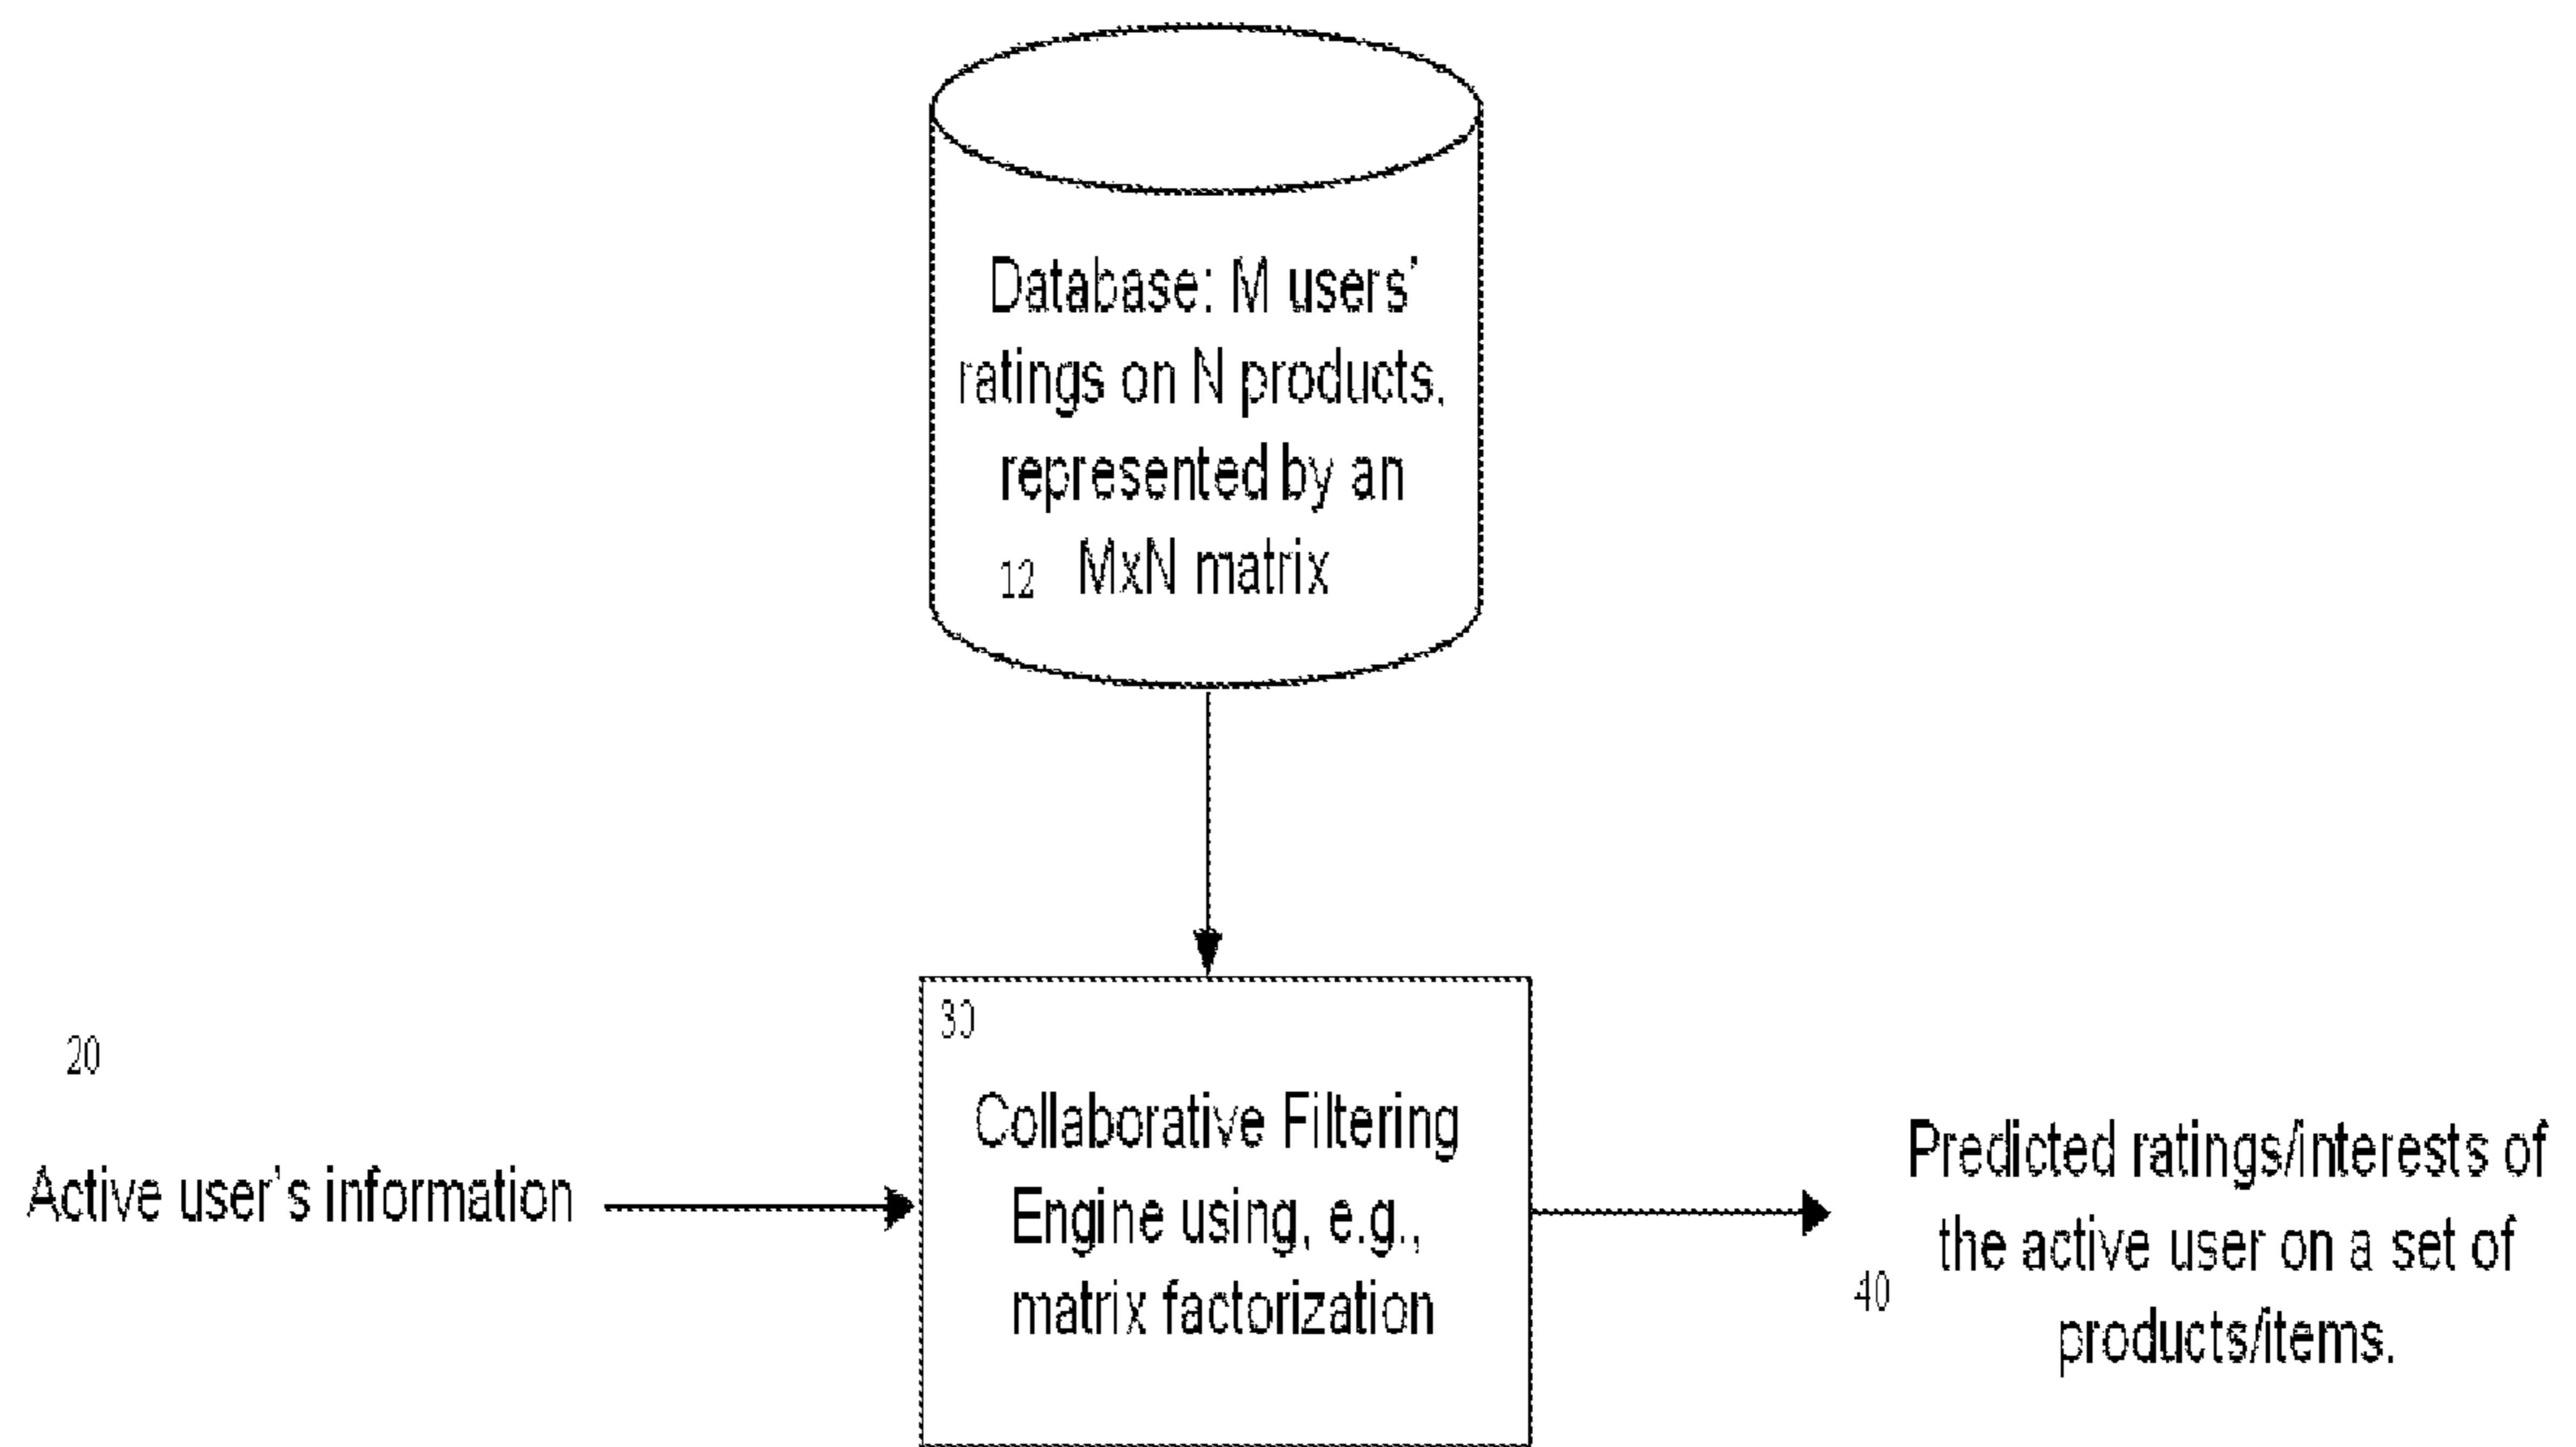 Database: M users'
ratings on N products,
represented by an
12 MxN matrix
30
20
Collaborative Filtering
Engine using, e.g.,
matrix factorization
Active user's information
Predicted ratings/interests of
the active user on a set of
products/items.
40